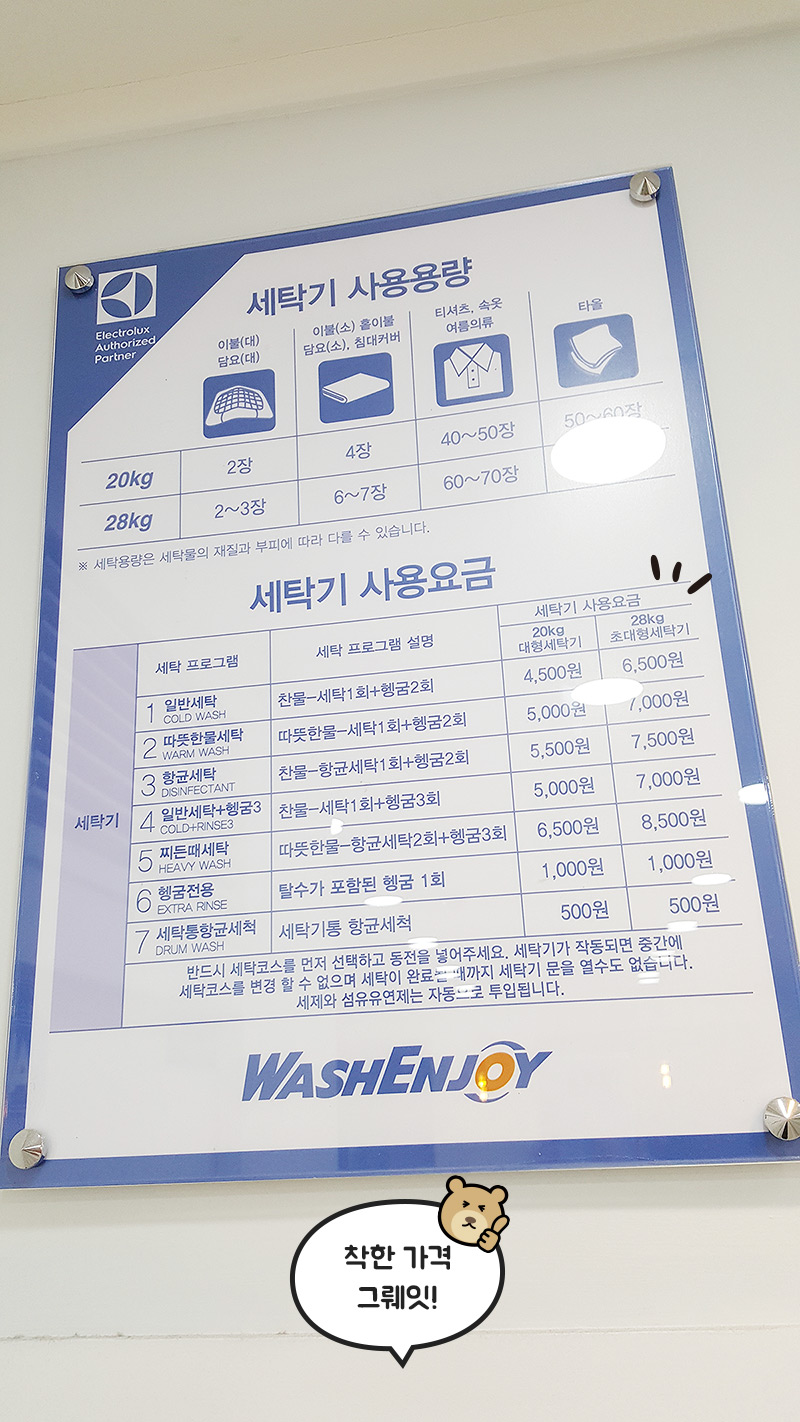 Electrolux
Authorized
Partner
세탁기 사용용량
이불(대)
담요(대)
이불(소) 홑이불
담요(소), 침대커버
티셔츠, 속옷
여름의류
타올
20kg 2장 4장 40~50장 50~60장
28kg 2~3장 6~7장 60~70장
※ 세탁용량은 세탁물의 재질과 부피에 따라 다를 수 있습니다.
세탁기 사용요금
세탁 프로그램
세탁 프로그램 설명
세탁기 사용요금
20kg
대형세탁기
28kg
초대형세탁기
세탁기
1 일반세탁
COLD WASH
찬물-세탁1회+헹굼2회 4,500원 6,500원
2 따뜻한물세탁
WARM WASH
따뜻한물-세탁1회+헹굼2회 5,000원 7,000원
3 항균세탁
DISINFECTANT
찬물-항균세탁1회+헹굼2회 5,500원 7,500원
4 일반세탁+헹굼3
COLD+RINSE3
찬물-세탁1회+헹굼3회 5,000원 7,000원
5 찌든때세탁
HEAVY WASH
따뜻한물-항균세탁2회+헹굼3회 6,500원 8,500원
6 헹굼전용
EXTRA RINSE
탈수가 포함된 헹굼 1회 1,000원 1,000원
7 세탁통항균세척
DRUM WASH
세탁기통 항균세척 500원 500원
반드시 세탁코스를 먼저 선택하고 동전을 넣어주세요. 세탁기가 작동되면 중간에
세탁코스를 변경 할 수 없으며 세탁이 완료될 때까지 세탁기 문을 열수도 없습니다.
세제와 섬유유연제는 자동으로 투입됩니다.
WASHENJOY
착한 가격
그뤠잇!